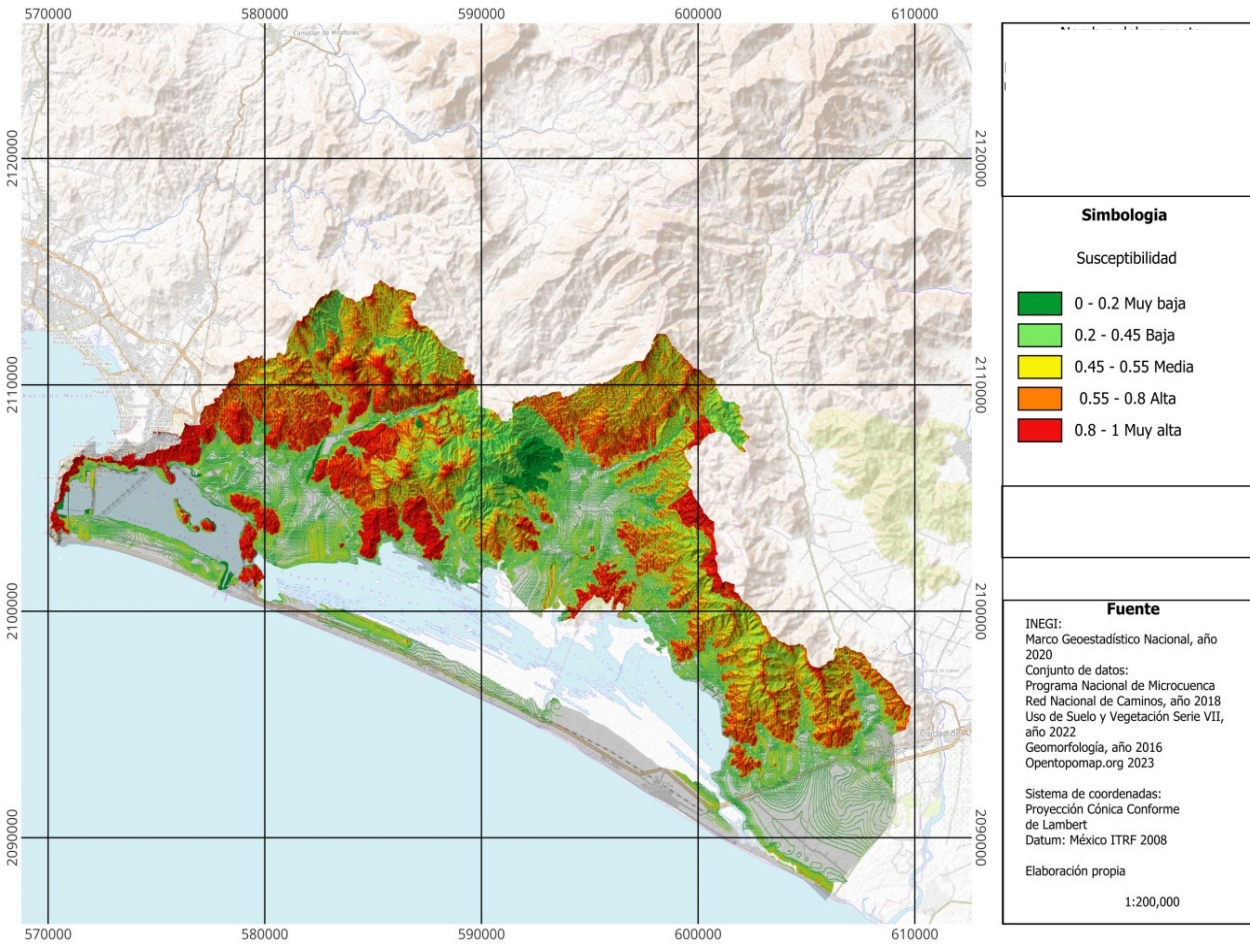 570000
580000
590000
600000
610000
2120000
2110000
2100000
2090000
2120000
2110000
2100000
2090000
570000
580000
590000
600000
610000
Simbologia
Susceptibilidad
0 - 0.2 Muy baja
0.2 - 0.45 Baja
0.45 - 0.55 Media
0.55 - 0.8 Alta
0.8 - 1 Muy alta
Fuente
INEGI:
Marco Geoestadístico Nacional, año
2020
Conjunto de datos:
Programa Nacional de Microcuenca
Red Nacional de Caminos, año 2018
Uso de Suelo y Vegetación Serie VII,
año 2022
Geomorfología, año 2016
Opentopomap.org 2023
Sistema de coordenadas:
Proyección Cónica Conforme
de Lambert
Datum: México ITRF 2008
Elaboración propia
1:200,000